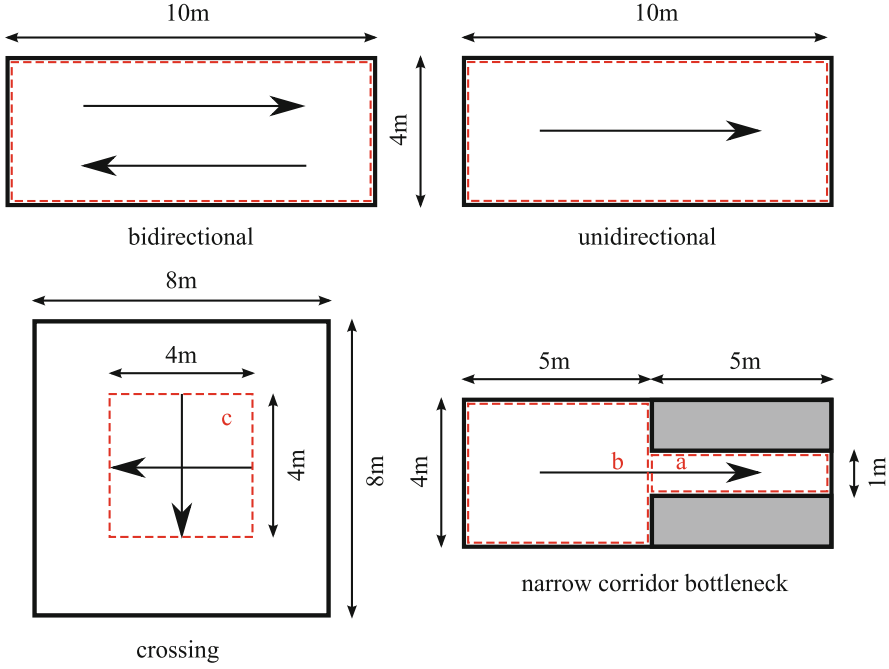 10m
10m
4m
bidirectional
unidirectional
8m
4m
c
4m
8m
crossing
5m
5m
4m
b
a
1m
narrow corridor bottleneck